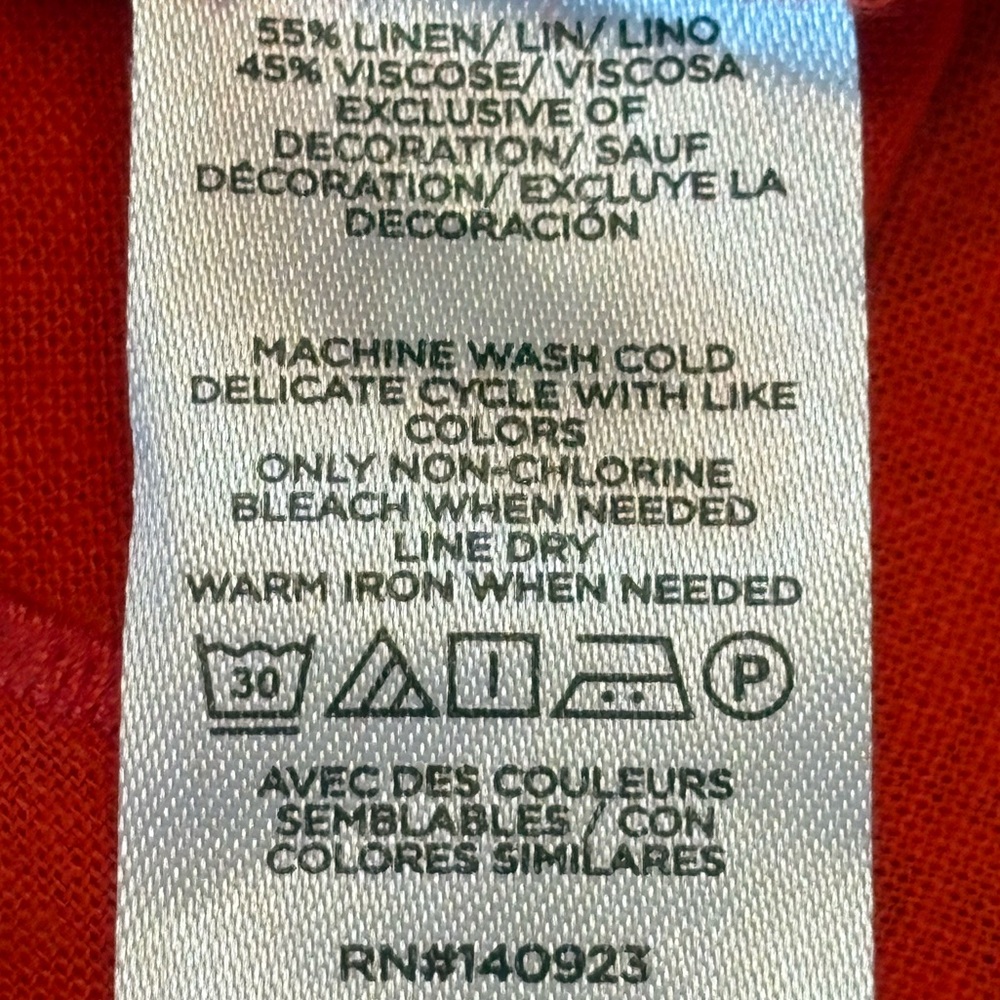 55% LINEN/ LIN/ LINO
45% VISCOSE/ VISCOSA
EXCLUSIVE OF
DECORATION/ SAUF
DÉCORATION/ EXCLUYE LA
DECORACIÓN
MACHINE WASH COLD
DELICATE CYCLE WITH LIKE
COLORS
ONLY NON-CHLORINE
BLEACH WHEN NEEDED
LINE DRY
WARM IRON WHEN NEEDED
30 P
AVEC DES COULEURS
SEMBLABLES / CON
COLORES SIMILARES
RN#140923